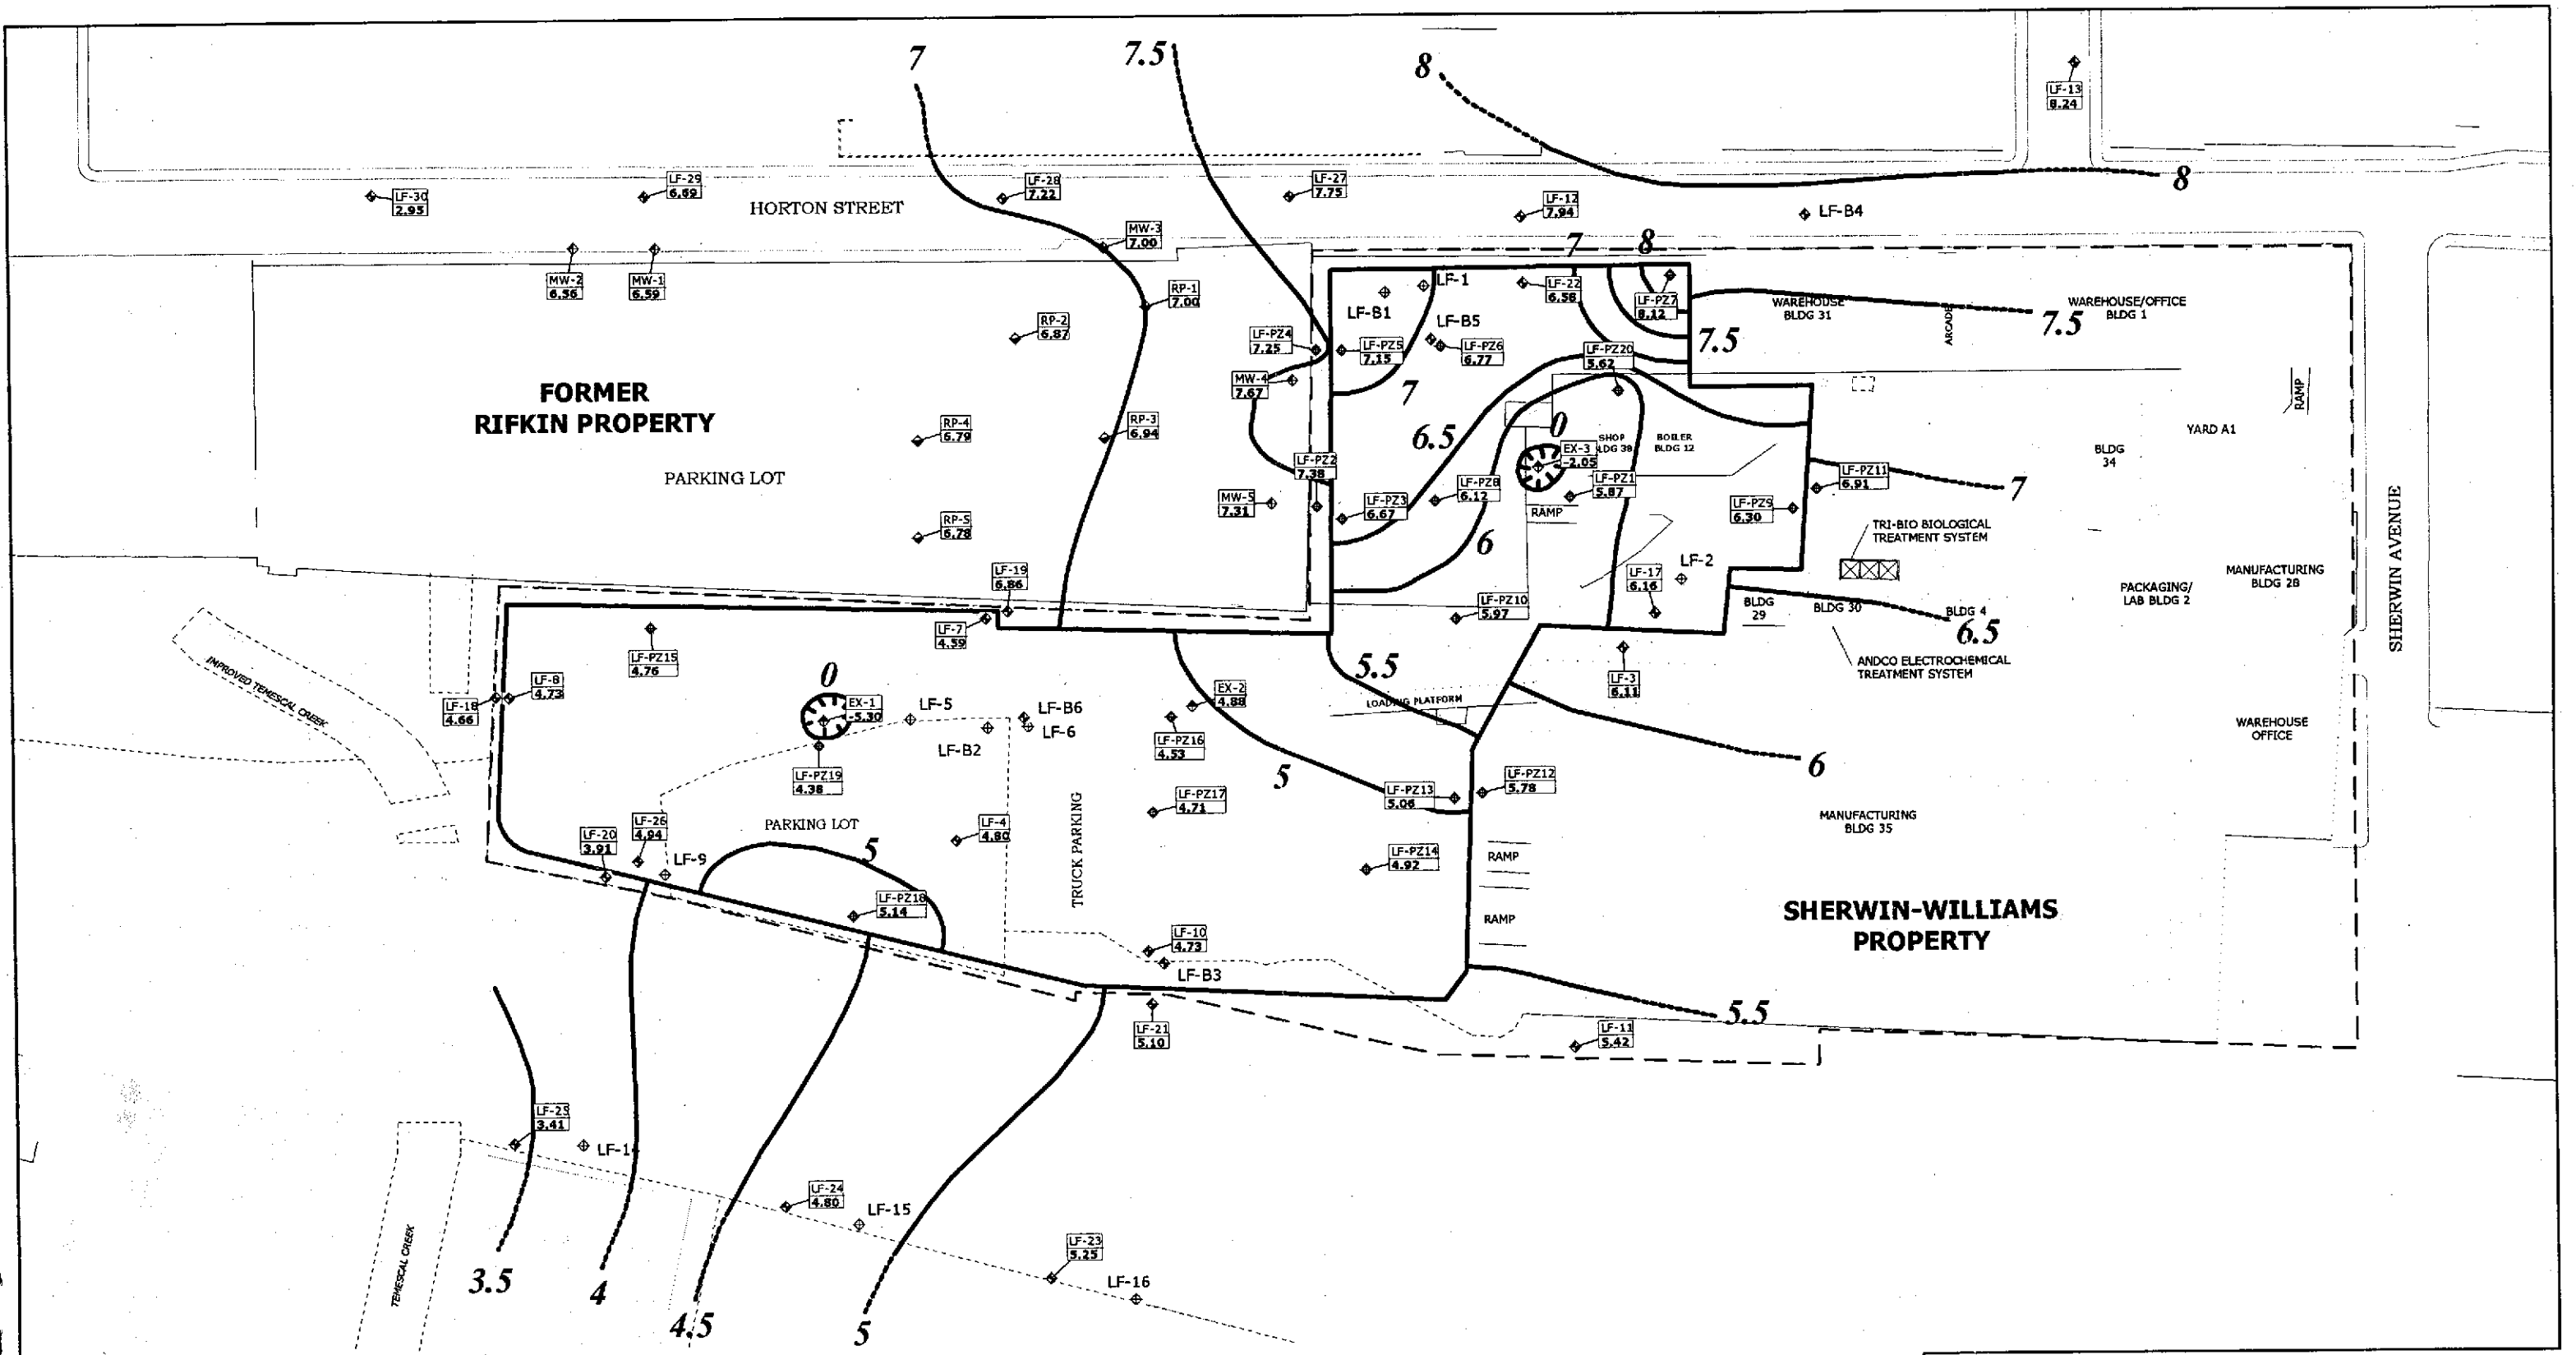 7
7.5
8
LF-13
8.24
8
LF-30
2.95
LF-29
6.69
HORTON STREET
LF-28
7.22
LF-27
7.75
LF-12
7.94
LF-B4
MW-3
7.00
7
8
MW-2
6.56
MW-1
6.59
RP-1
7.00
LF-B1
LF-1
LF-22
6.58
LF-PZ7
8.12
WAREHOUSE
BLDG 31
ARCADE
WAREHOUSE/OFFICE
BLDG 1
7.5
7.5
RP-2
6.87
LF-PZ4
7.25
LF-PZ5
7.15
LF-B5
LF-PZ6
6.77
LF-PZ20
5.62
MW-4
7.67
7
RAMP
FORMER
RIFKIN PROPERTY
PARKING LOT
RP-4
6.79
RP-3
6.94
6.5
0
EX-3
-2.05
SHOP
LDG 38
BOILER
BLDG 12
YARD A1
BLDG
34
LF-PZ2
7.38
MW-5
7.31
LF-PZ3
6.67
LF-PZ8
6.12
LF-PZ1
5.87
RAMP
LF-PZ9
6.30
LF-PZ11
6.91
7
RP-5
6.78
6
TRI-BIO BIOLOGICAL
TREATMENT SYSTEM
SHERWIN AVENUE
LF-19
6.86
LF-17
6.16
LF-2
PACKAGING/
LAB BLDG 2
MANUFACTURING
BLDG 2B
LF-7
4.59
LF-PZ10
5.97
BLDG
29
BLDG 30
BLDG 4
6.5
IMPROVED TEMESCAL CREEK
LF-PZ15
4.76
5.5
LF-3
6.11
ANDCO ELECTROCHEMICAL
TREATMENT SYSTEM
LF-18
4.66
LF-8
4.73
0
EX-1
-5.30
LF-5
LF-B6
LF-6
LF-B2
EX-2
4.88
LF-PZ16
4.53
LOADING PLATFORM
WAREHOUSE
OFFICE
LF-PZ19
4.38
5
6
LF-PZ17
4.71
LF-PZ13
5.06
LF-PZ12
5.78
LF-20
3.91
LF-26
4.94
LF-9
PARKING LOT
5
LF-4
4.80
TRUCK PARKING
MANUFACTURING
BLDG 35
LF-PZ14
4.92
RAMP
LF-PZ18
5.14
RAMP
SHERWIN-WILLIAMS
PROPERTY
LF-10
4.73
LF-B3
LF-21
5.10
5.5
LF-11
5.42
LF-25
3.41
LF-1
LF-24
4.80
LF-15
TEMESCAL CREEK
LF-23
5.25
LF-16
3.5
4
4.5
5